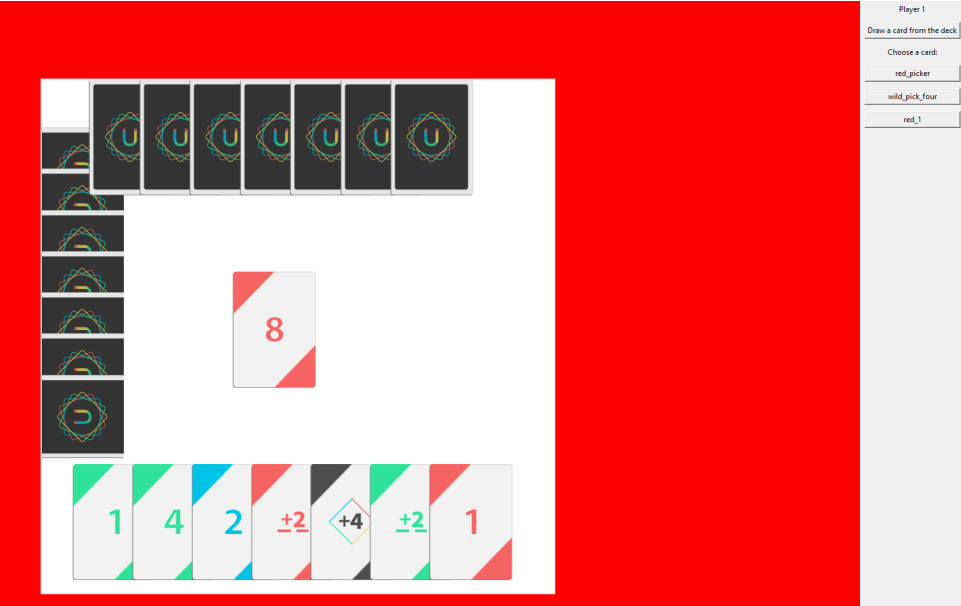 Player 1
Draw a card from the deck
Choose a card:
red_picker
wild_pick_four
red_1
U U U U U U U
U
8
1 4 2 +2 +4 +2 1